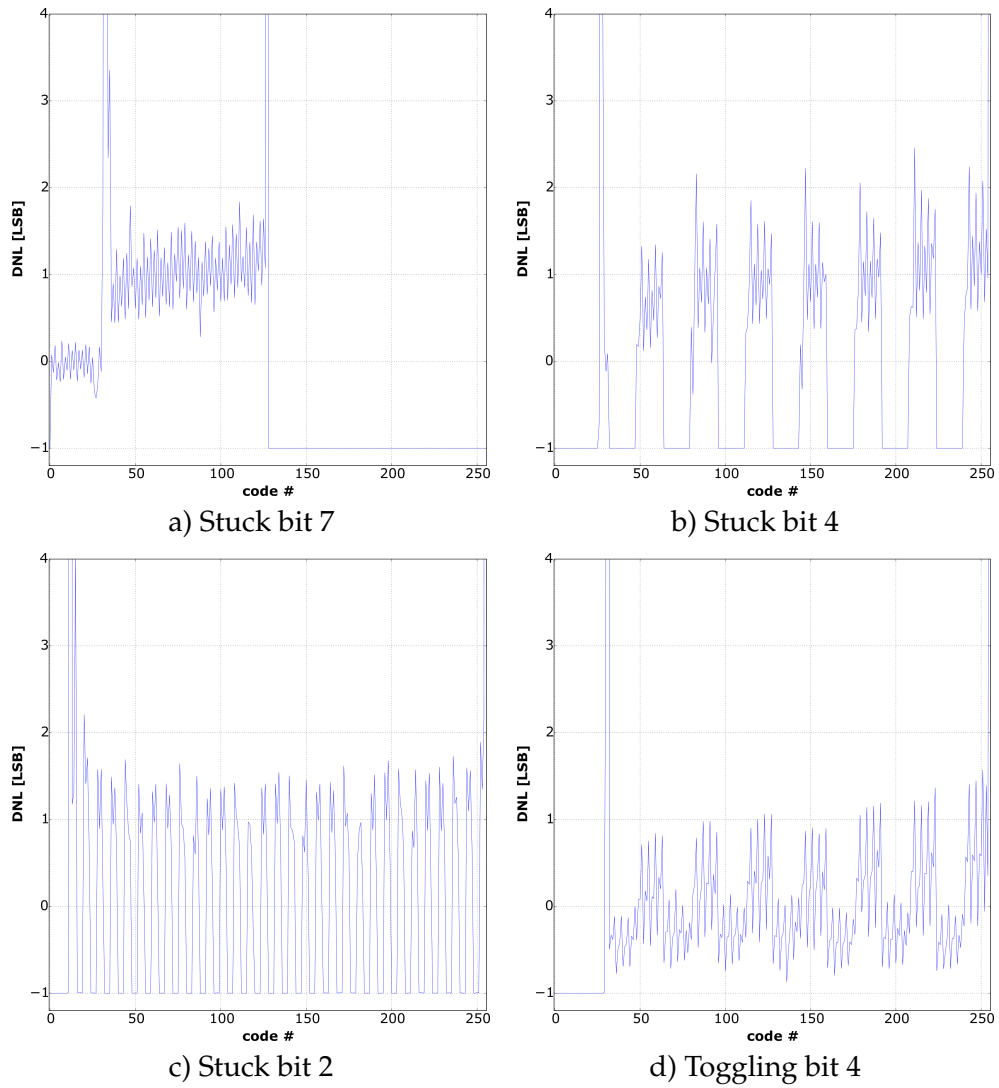 4
3
2
1
0
−1
DNL [LSB]
0 50 100 150 200 250
code #
a) Stuck bit 7
4
3
2
1
0
−1
DNL [LSB]
0 50 100 150 200 250
code #
b) Stuck bit 4
4
3
2
1
0
−1
DNL [LSB]
0 50 100 150 200 250
code #
c) Stuck bit 2
4
3
2
1
0
−1
DNL [LSB]
0 50 100 150 200 250
code #
d) Toggling bit 4